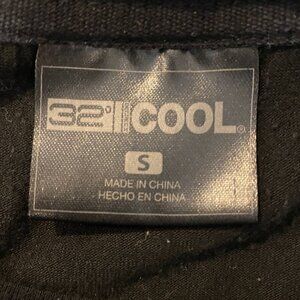 32° COOL®
S
MADE IN CHINA
HECHO EN CHINA